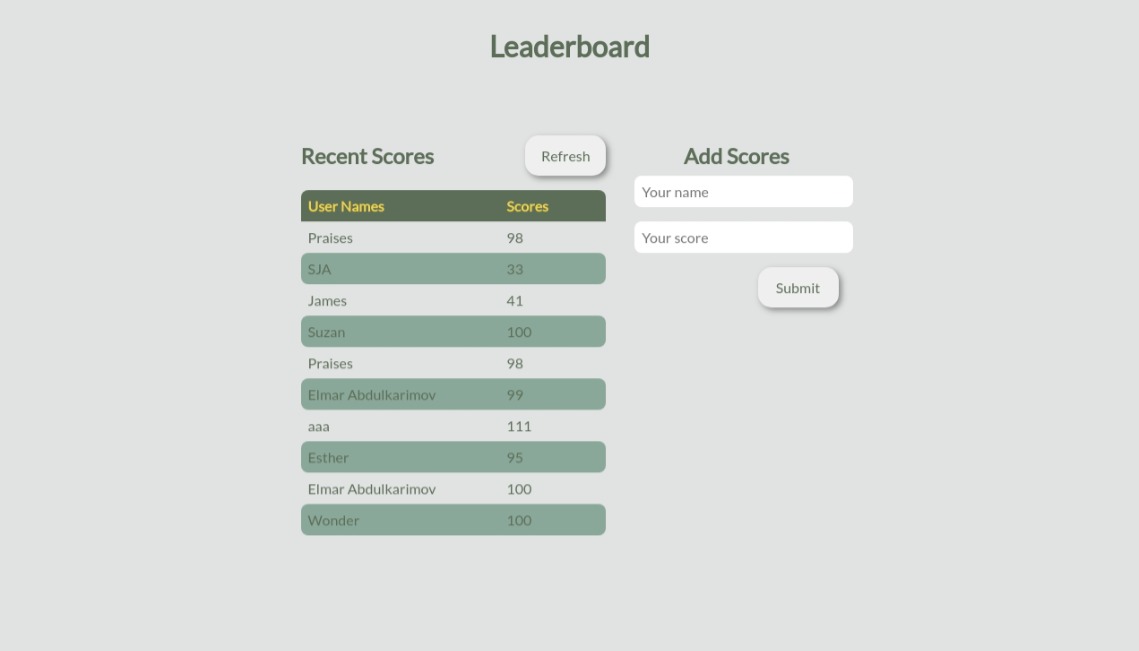 Leaderboard
Recent Scores
Refresh
User Names Scores
Praises 98
SJA 33
James 41
Suzan 100
Praises 98
Elmar Abdulkarimov 99
aaa 111
Esther 95
Elmar Abdulkarimov 100
Wonder 100
Add Scores
Your name
Your score
Submit